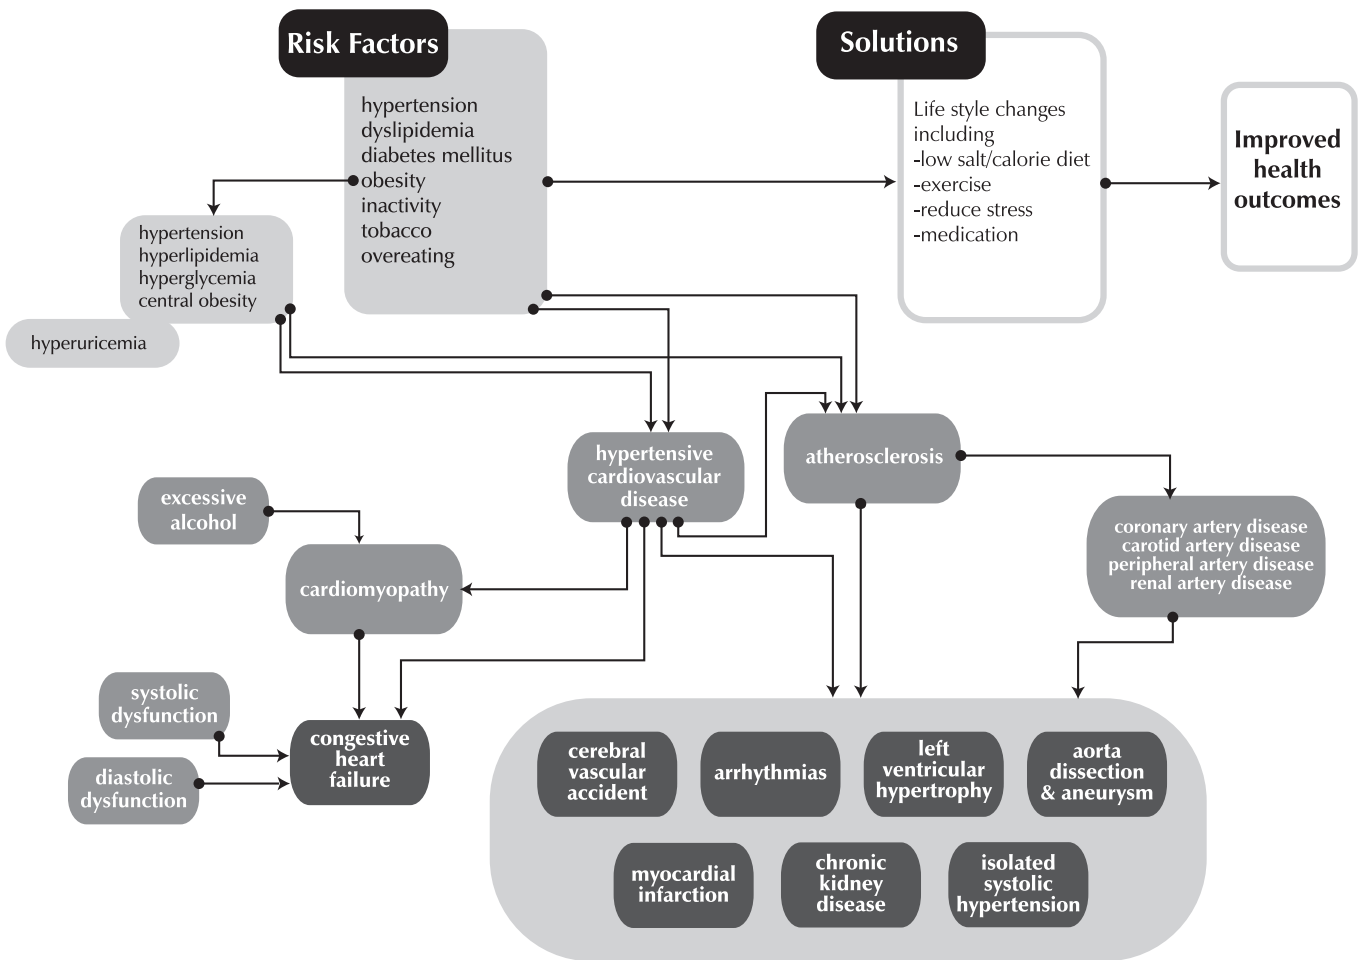 Risk Factors
hypertension
dyslipidemia
diabetes mellitus
obesity
inactivity
tobacco
overeating
Solutions
Life style changes
including
-low salt/calorie diet
-exercise
-reduce stress
-medication
Improved
health
outcomes
hypertension
hyperlipidemia
hyperglycemia
central obesity
hyperuricemia
hypertensive
cardiovascular
disease
atherosclerosis
coronary artery disease
carotid artery disease
peripheral artery disease
renal artery disease
excessive
alcohol
cardiomyopathy
systolic
dysfunction
diastolic
dysfunction
congestive
heart
failure
cerebral
vascular
accident
arrhythmias
left
ventricular
hypertrophy
aorta
dissection
& aneurysm
myocardial
infarction
chronic
kidney
disease
isolated
systolic
hypertension